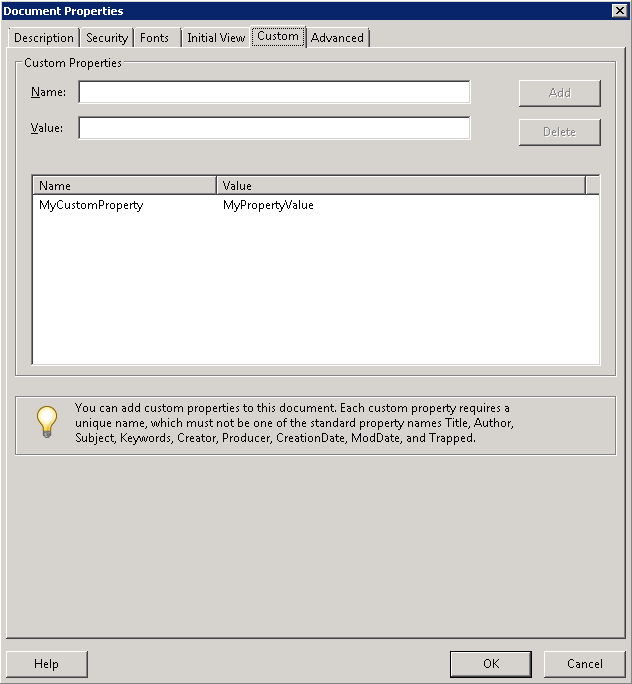 Document Properties
Description Security Fonts Initial View Custom Advanced
Custom Properties
Name: Add
Value: Delete
Name Value
MyCustomProperty MyPropertyValue
You can add custom properties to this document. Each custom property requires a
unique name, which must not be one of the standard property names Title, Author,
Subject, Keywords, Creator, Producer, CreationDate, ModDate, and Trapped.
Help OK Cancel